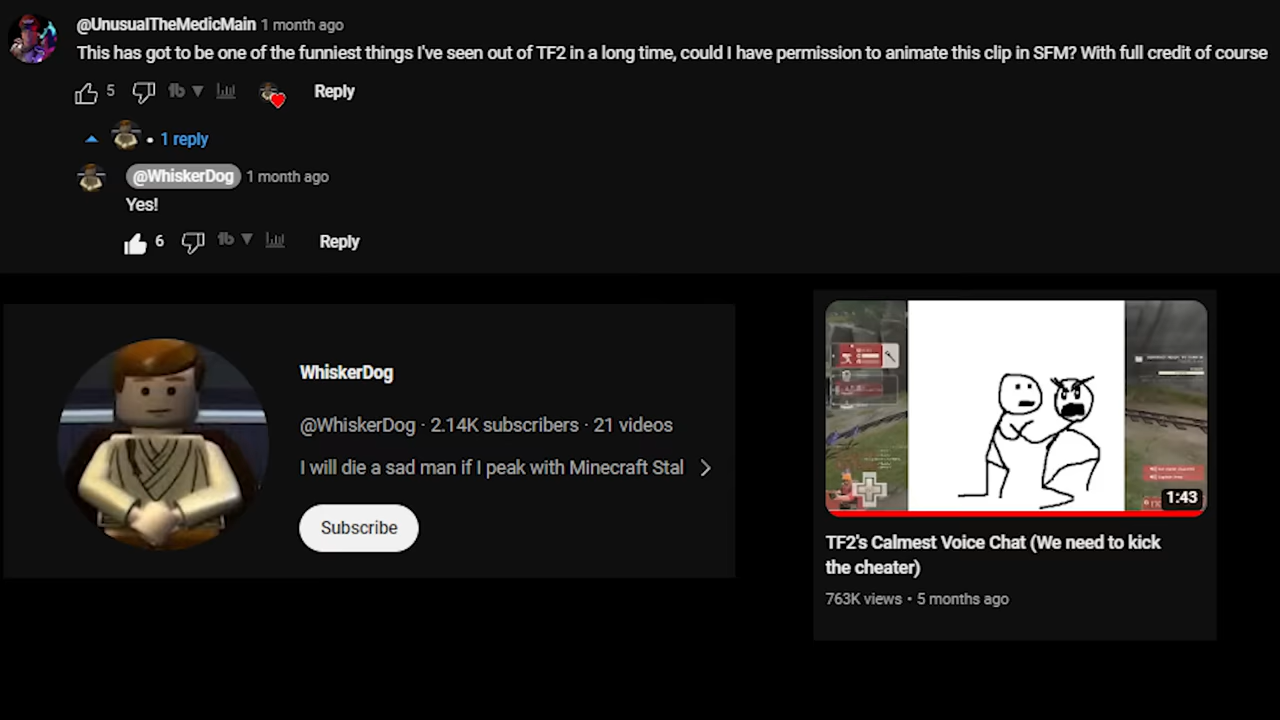 @UnusualTheMedicMain 1 month ago
This has got to be one of the funniest things I've seen out of TF2 in a long time, could I have permission to animate this clip in SFM? With full credit of course
5 Reply
1 reply
@WhiskerDog 1 month ago
Yes!
6 Reply
WhiskerDog
@WhiskerDog · 2.14K subscribers · 21 videos
I will die a sad man if I peak with Minecraft Stal
Subscribe
1:43
TF2's Calmest Voice Chat (We need to kick
the cheater)
763K views • 5 months ago